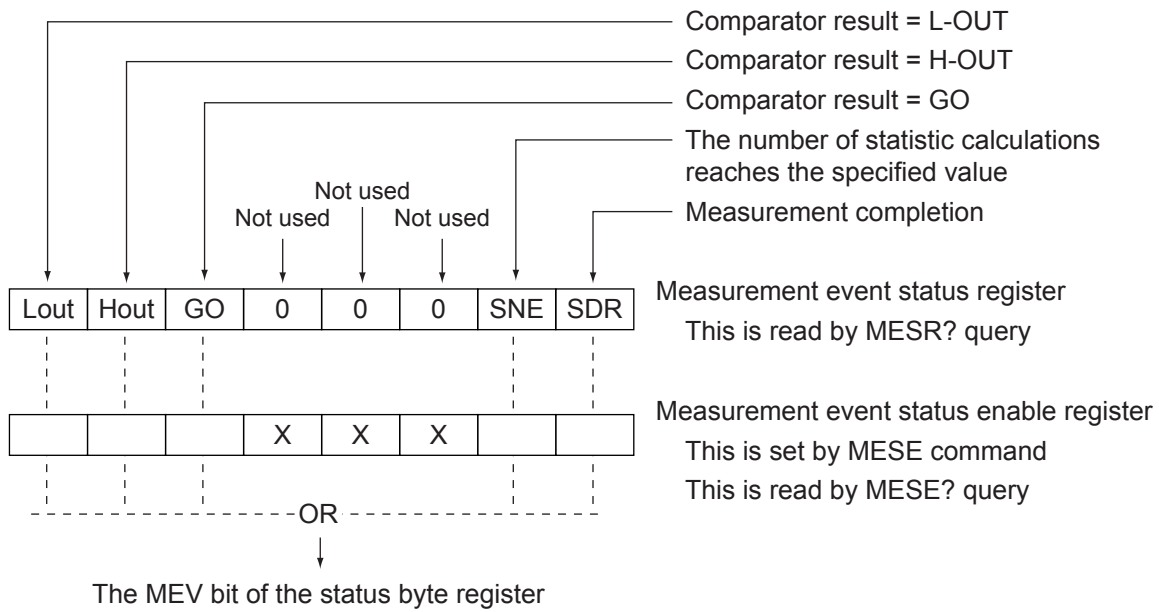 Comparator result = L-OUT
Comparator result = H-OUT
Comparator result = GO
The number of statistic calculations
reaches the specified value
Measurement completion
Not used
Not used
Not used
Lout Hout GO 0 0 0 SNE SDR
Measurement event status register
This is read by MESR? query
X X X
Measurement event status enable register
This is set by MESE command
This is read by MESE? query
OR
The MEV bit of the status byte register